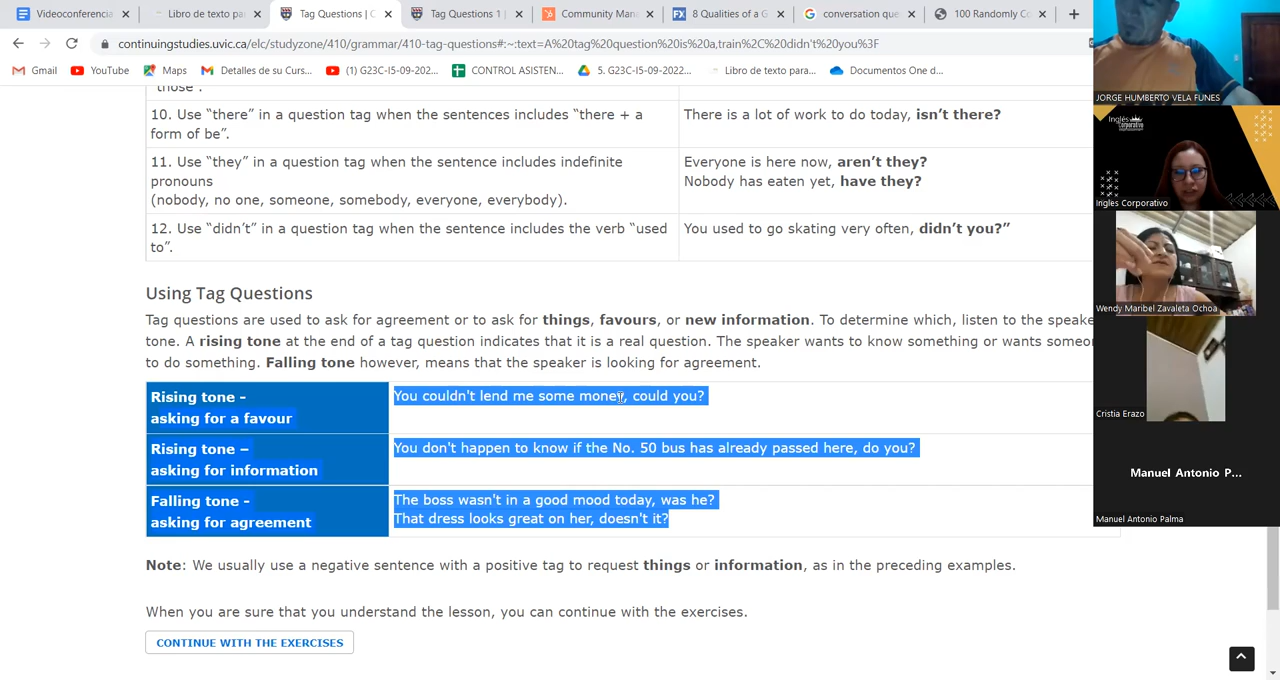 Videoconferencia
Libro de texto pa
Tag Questions | C
Tag Questions 1 |
Community Man
8 Qualities of a G
conversation que
100 Randomly Co
continuingstudies.uvic.ca/elc/studyzone/410/grammar/410-tag-questions#:~:text=A%20tag%20question%20is%20a,train%2C%20didn't%20you%3F
Gmail
YouTube
Maps
Detalles de su Curs...
(1) G23C-I5-09-202...
CONTROL ASISTEN...
5. G23C-I5-09-2022...
Libro de texto para...
Documentos One d...
"those".
10. Use "there" in a question tag when the sentences includes "there + a
form of be".
There is a lot of work to do today, isn't there?
11. Use "they" in a question tag when the sentence includes indefinite
pronouns
(nobody, no one, someone, somebody, everyone, everybody).
Everyone is here now, aren't they?
Nobody has eaten yet, have they?
12. Use "didn't" in a question tag when the sentence includes the verb "used
to".
You used to go skating very often, didn't you?"
Using Tag Questions
Tag questions are used to ask for agreement or to ask for things, favours, or new information. To determine which, listen to the speake
tone. A rising tone at the end of a tag question indicates that it is a real question. The speaker wants to know something or wants someon
to do something. Falling tone however, means that the speaker is looking for agreement.
Rising tone -
asking for a favour
You couldn't lend me some money, could you?
Rising tone –
asking for information
You don't happen to know if the No. 50 bus has already passed here, do you?
Falling tone -
asking for agreement
The boss wasn't in a good mood today, was he?
That dress looks great on her, doesn't it?
Note: We usually use a negative sentence with a positive tag to request things or information, as in the preceding examples.
When you are sure that you understand the lesson, you can continue with the exercises.
CONTINUE WITH THE EXERCISES
JORGE HUMBERTO VELA FUNES
Inglés
Corporativo
Ingles Corporativo
Wendy Maribel Zavaleta Ochoa
Cristia Erazo
Manuel Antonio P...
Manuel Antonio Palma